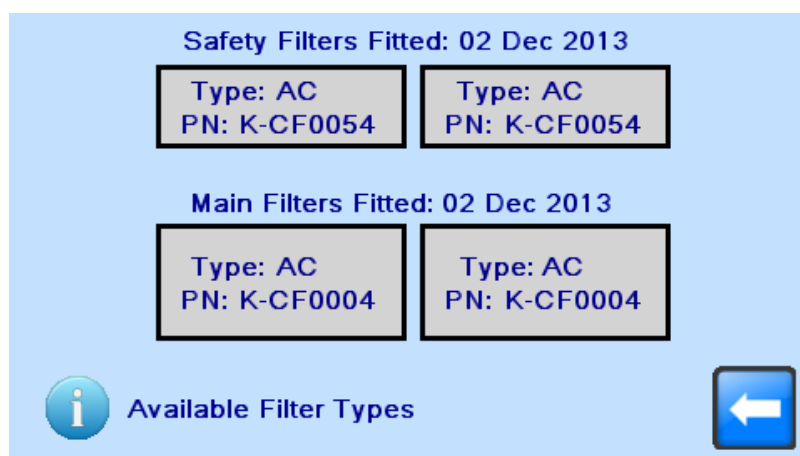 Safety Filters Fitted: 02 Dec 2013
Type: AC
PN: K-CF0054
Type: AC
PN: K-CF0054
Main Filters Fitted: 02 Dec 2013
Type: AC
PN: K-CF0004
Type: AC
PN: K-CF0004
i
Available Filter Types